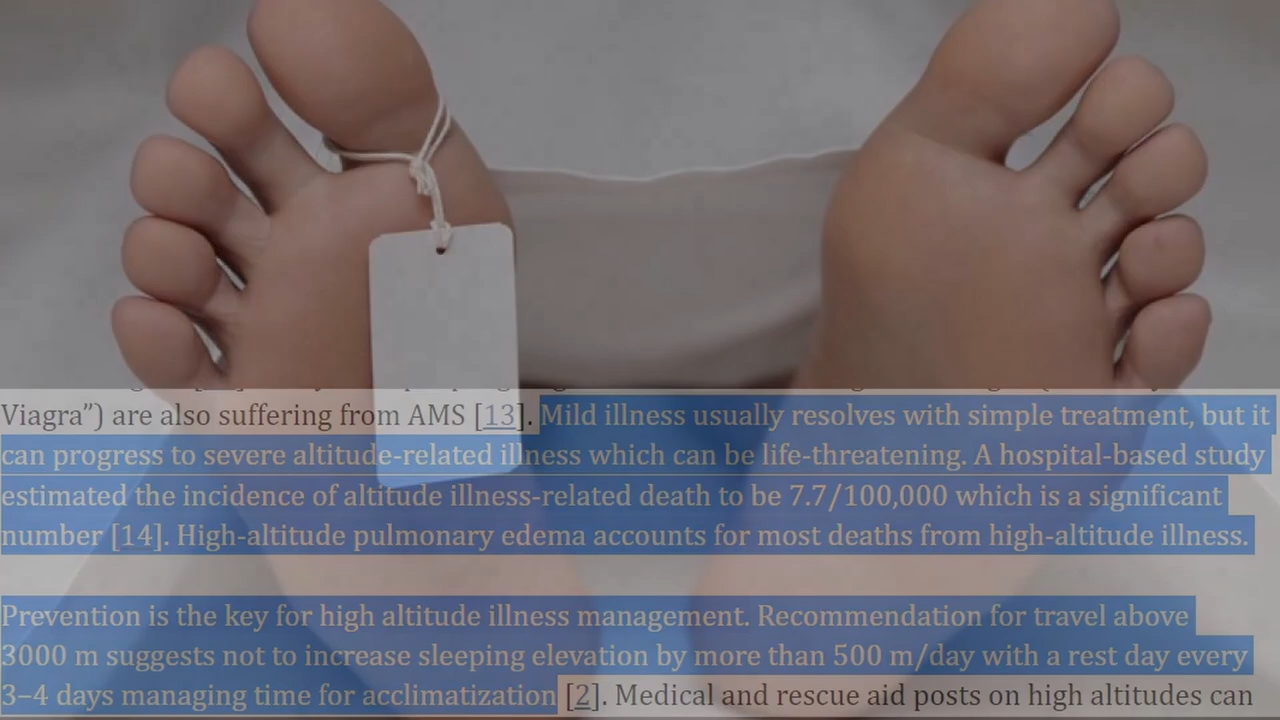 Viagra”) are also suffering from AMS [13]. Mild illness usually resolves with simple treatment, but it
can progress to severe altitude-related illness which can be life-threatening. A hospital-based study
estimated the incidence of altitude illness-related death to be 7.7/100,000 which is a significant
number [14]. High-altitude pulmonary edema accounts for most deaths from high-altitude illness.
Prevention is the key for high altitude illness management. Recommendation for travel above
3000 m suggests not to increase sleeping elevation by more than 500 m/day with a rest day every
3–4 days managing time for acclimatization [2]. Medical and rescue aid posts on high altitudes can